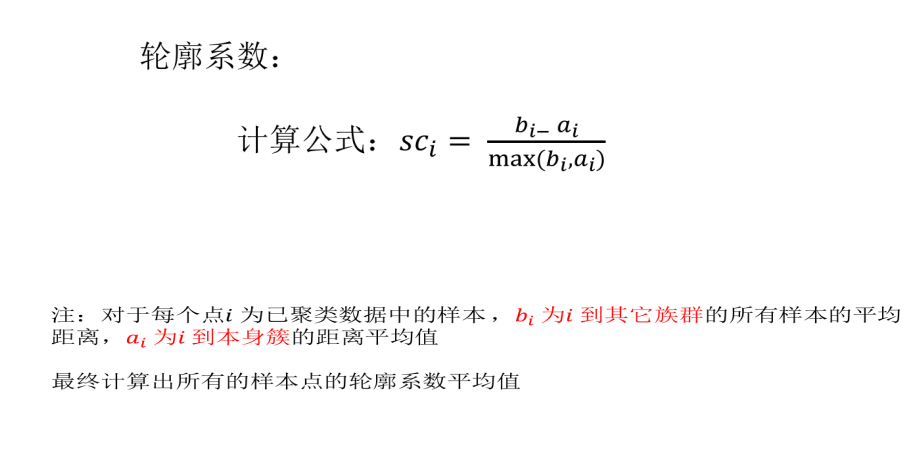 轮廓系数：
计算公式：sc_i = \frac{b_{i-} a_i}{max(b_i,a_i)}
注：对于每个点i 为已聚类数据中的样本 ，b_i 为i 到其它族群的所有样本的平均
距离，a_i 为i 到本身簇的距离平均值
最终计算出所有的样本点的轮廓系数平均值